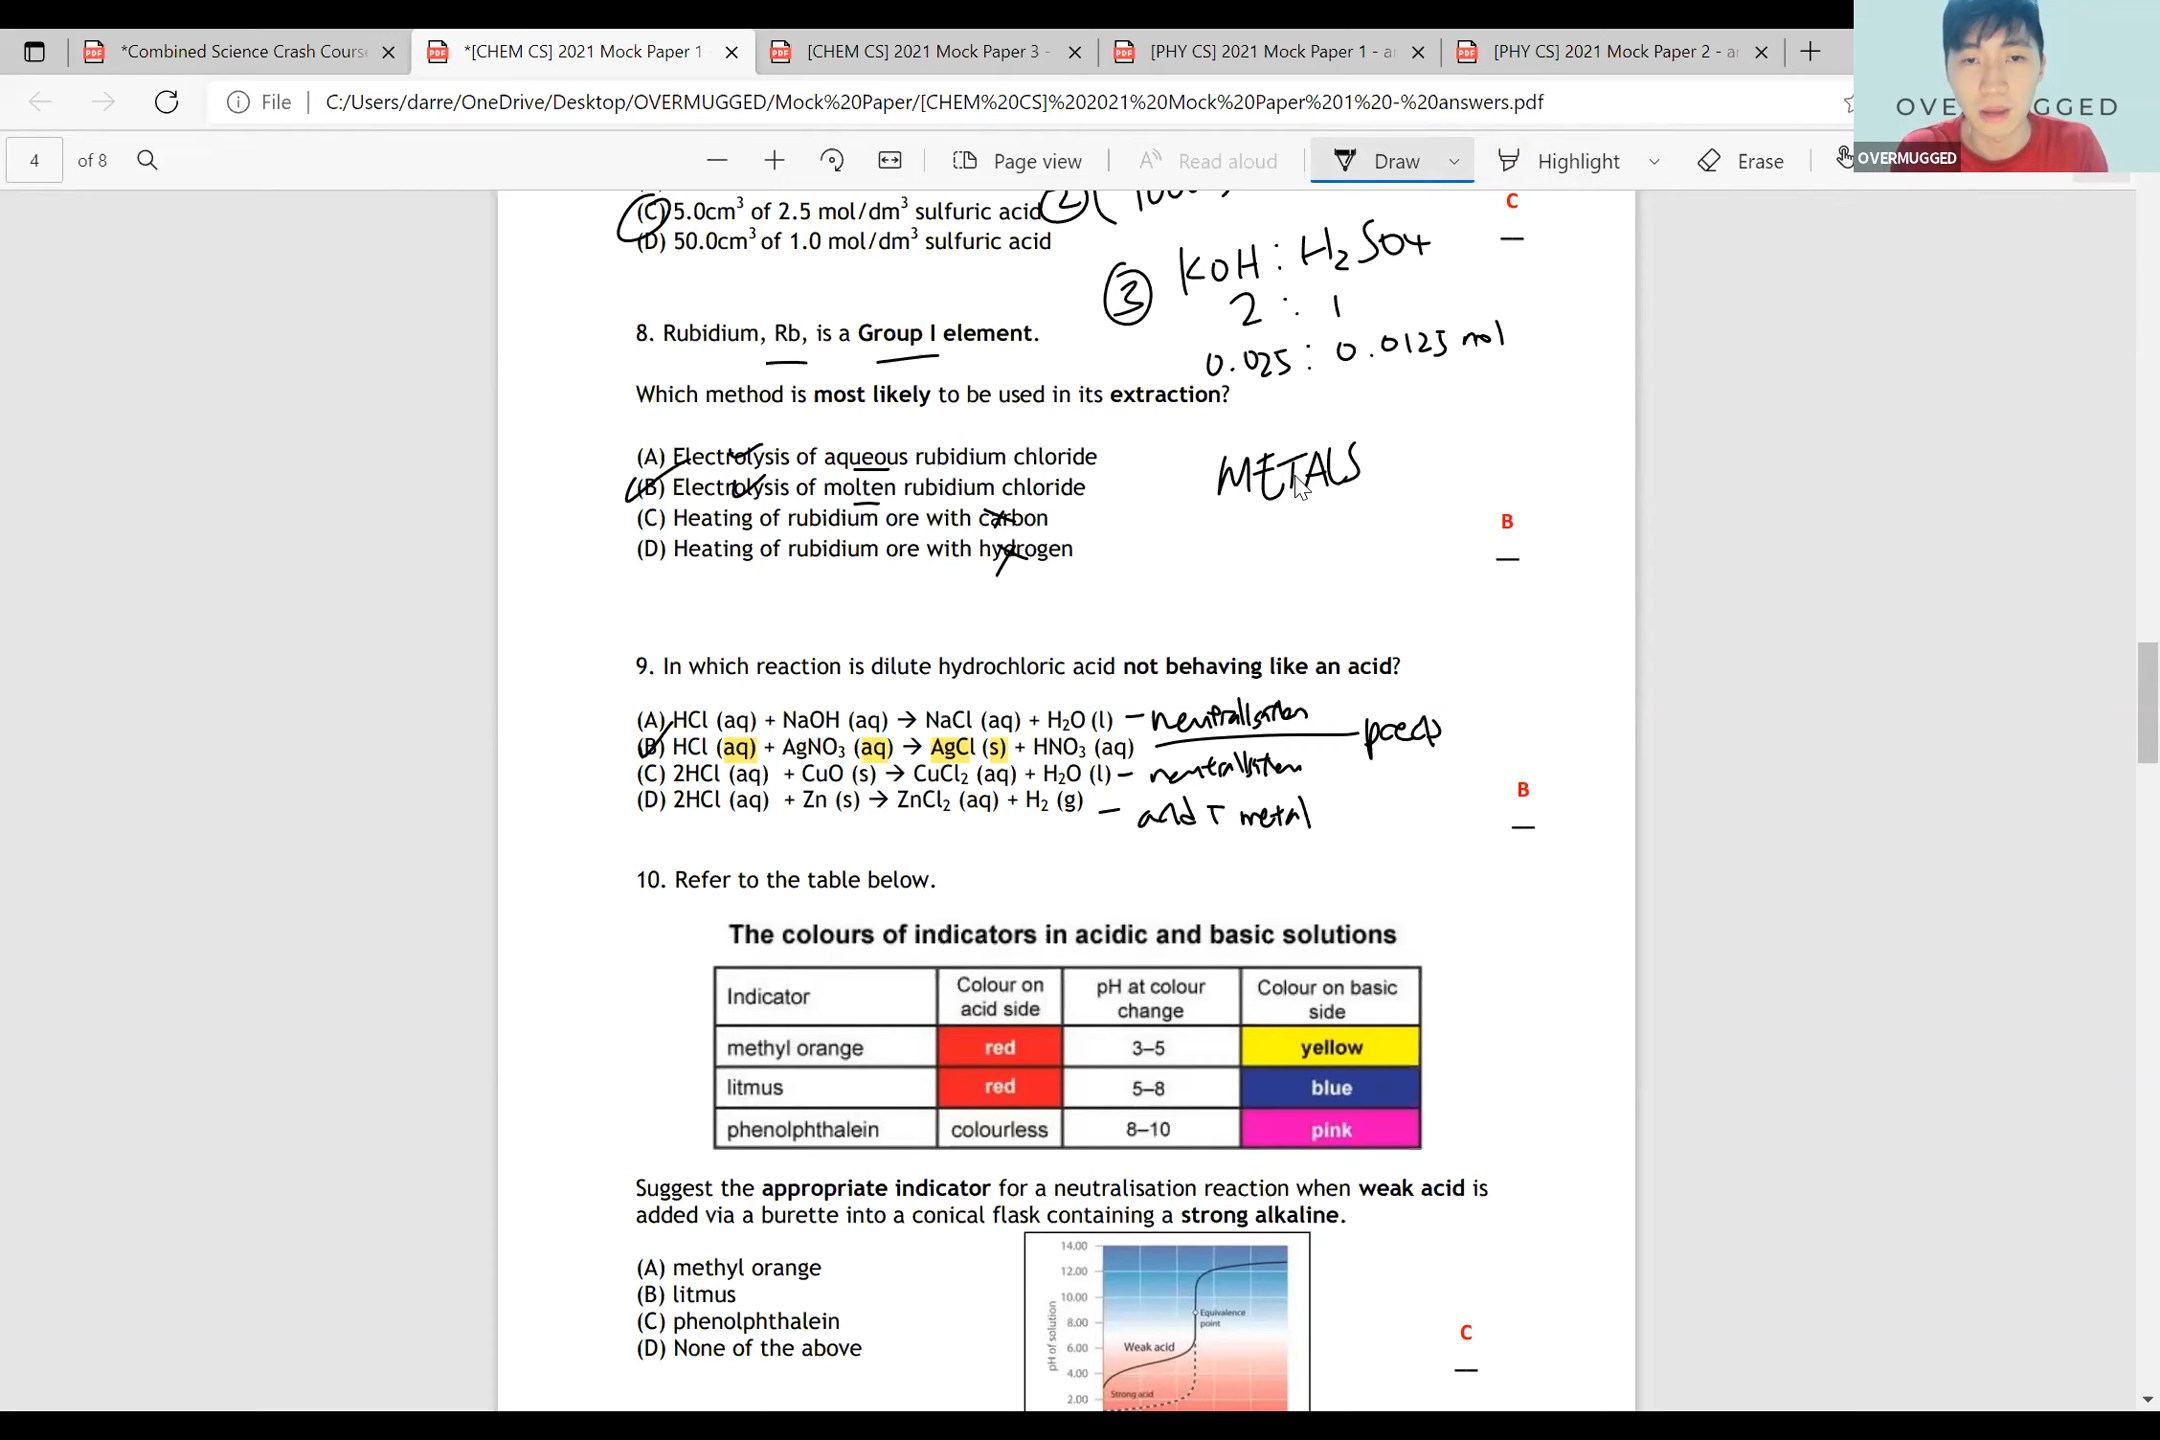 *Combined Science Crash Cours
*[CHEM CS] 2021 Mock Paper 1
[CHEM CS] 2021 Mock Paper 3 -
[PHY CS] 2021 Mock Paper 1 - a
[PHY CS] 2021 Mock Paper 2 - a
File
C:/Users/darre/OneDrive/Desktop/OVERMUGGED/Mock%20Paper/[CHEM%20CS]%202021%20Mock%20Paper%201%20-%20answers.pdf
OVERMUGGED
4 of 8
Page view
Read aloud
Draw
Highlight
Erase
(C) 5.0cm³ of 2.5 mol/dm³ sulfuric acid
②
C
(D) 50.0cm³ of 1.0 mol/dm³ sulfuric acid
③ KOH : H₂SO4
2 : 1
0.025 : 0.0125 mol
8. Rubidium, Rb, is a Group I element.
Which method is most likely to be used in its extraction?
(A) Electrolysis of aqueous rubidium chloride
(B) Electrolysis of molten rubidium chloride
(C) Heating of rubidium ore with carbon
(D) Heating of rubidium ore with hydrogen
METALS
B
9. In which reaction is dilute hydrochloric acid not behaving like an acid?
(A) HCl (aq) + NaOH (aq) → NaCl (aq) + H₂O (l) - neutralisation
(B) HCl (aq) + AgNO₃ (aq) → AgCl (s) + HNO₃ (aq)
(C) 2HCl (aq) + CuO (s) → CuCl₂ (aq) + H₂O (l) - neutralisation
(D) 2HCl (aq) + Zn (s) → ZnCl₂ (aq) + H₂ (g) - acid + metal
B
10. Refer to the table below.
The colours of indicators in acidic and basic solutions
Indicator
Colour on acid side
pH at colour change
Colour on basic side
methyl orange red 3–5 yellow
litmus red 5–8 blue
phenolphthalein colourless 8–10 pink
Suggest the appropriate indicator for a neutralisation reaction when weak acid is
added via a burette into a conical flask containing a strong alkaline.
(A) methyl orange
(B) litmus
(C) phenolphthalein
(D) None of the above
C
pH of solution
14.00
12.00
10.00
8.00
6.00
4.00
2.00
Equivalence
point
Weak acid
Strong acid